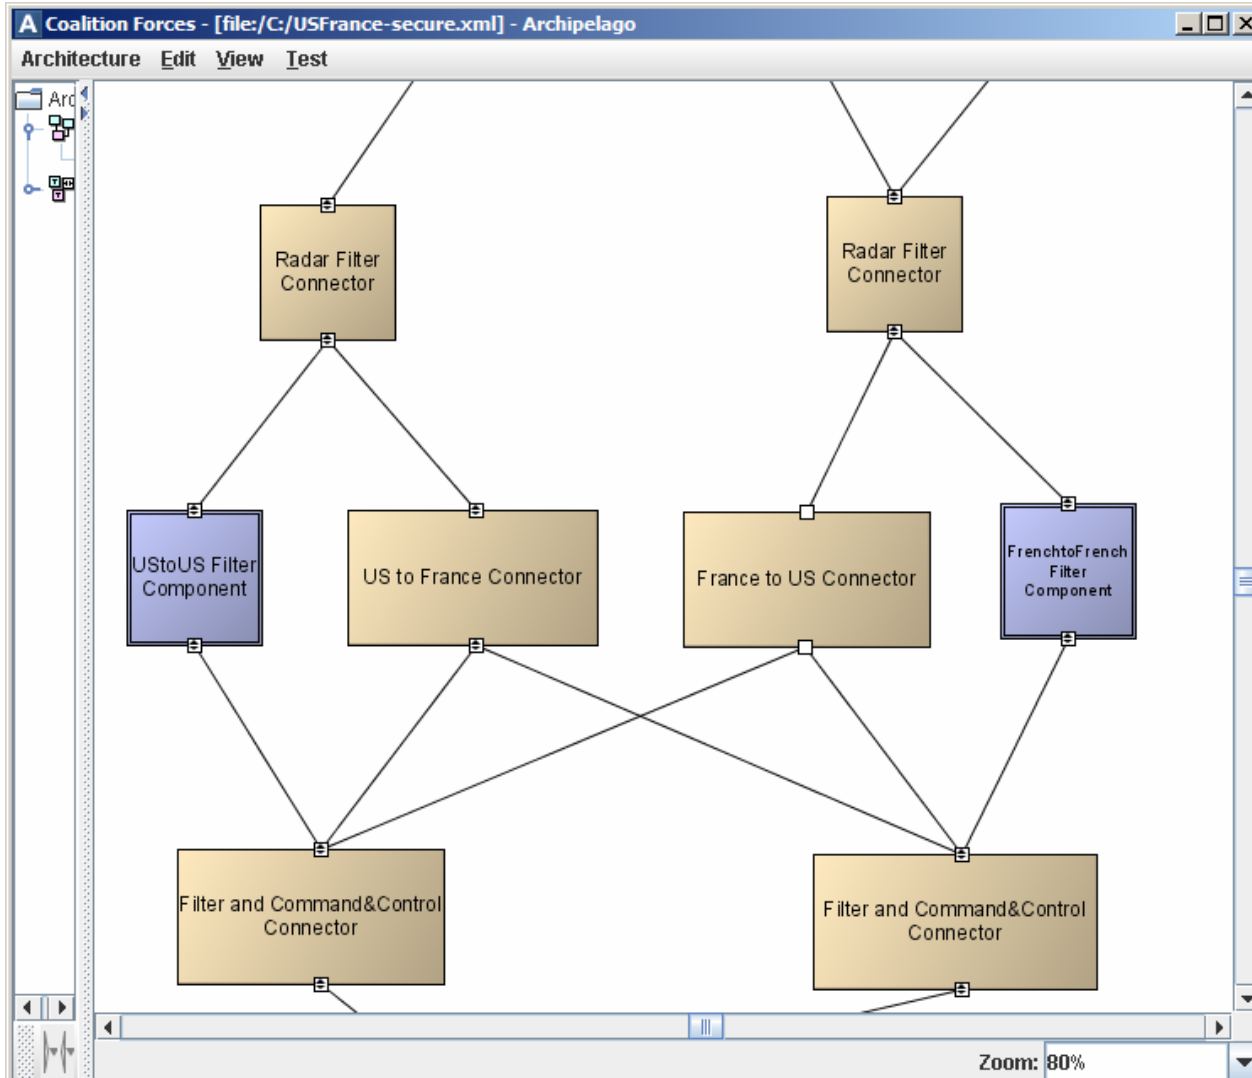 A Coalition Forces - [file:/C:/USFrance-secure.xml] - Archipelago
Architecture Edit View Test
Arc
Radar Filter
Connector
Radar Filter
Connector
UStoUS Filter
Component
US to France Connector
France to US Connector
FrenchtoFrench
Filter
Component
Filter and Command&Control
Connector
Filter and Command&Control
Connector
Zoom: 80%